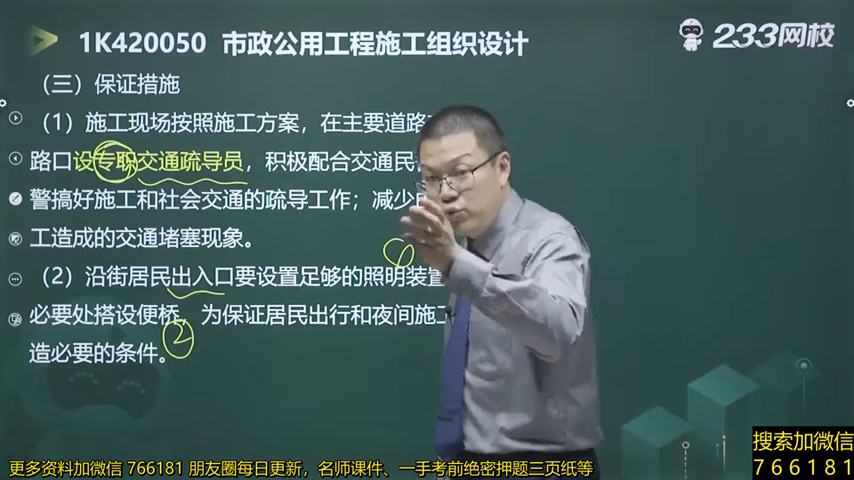 1K420050 市政公用工程施工组织设计
233网校
（三）保证措施
（1）施工现场按照施工方案，在主要道路
路口设专职交通疏导员，积极配合交通民
警搞好施工和社会交通的疏导工作；减少
工造成的交通堵塞现象。
（2）沿街居民出入口要设置足够的照明装置
必要处搭设便桥，为保证居民出行和夜间施
造必要的条件。
②
搜索加微信
766181
更多资料加微信 766181 朋友圈每日更新，名师课件、一手考前绝密押题三页纸等